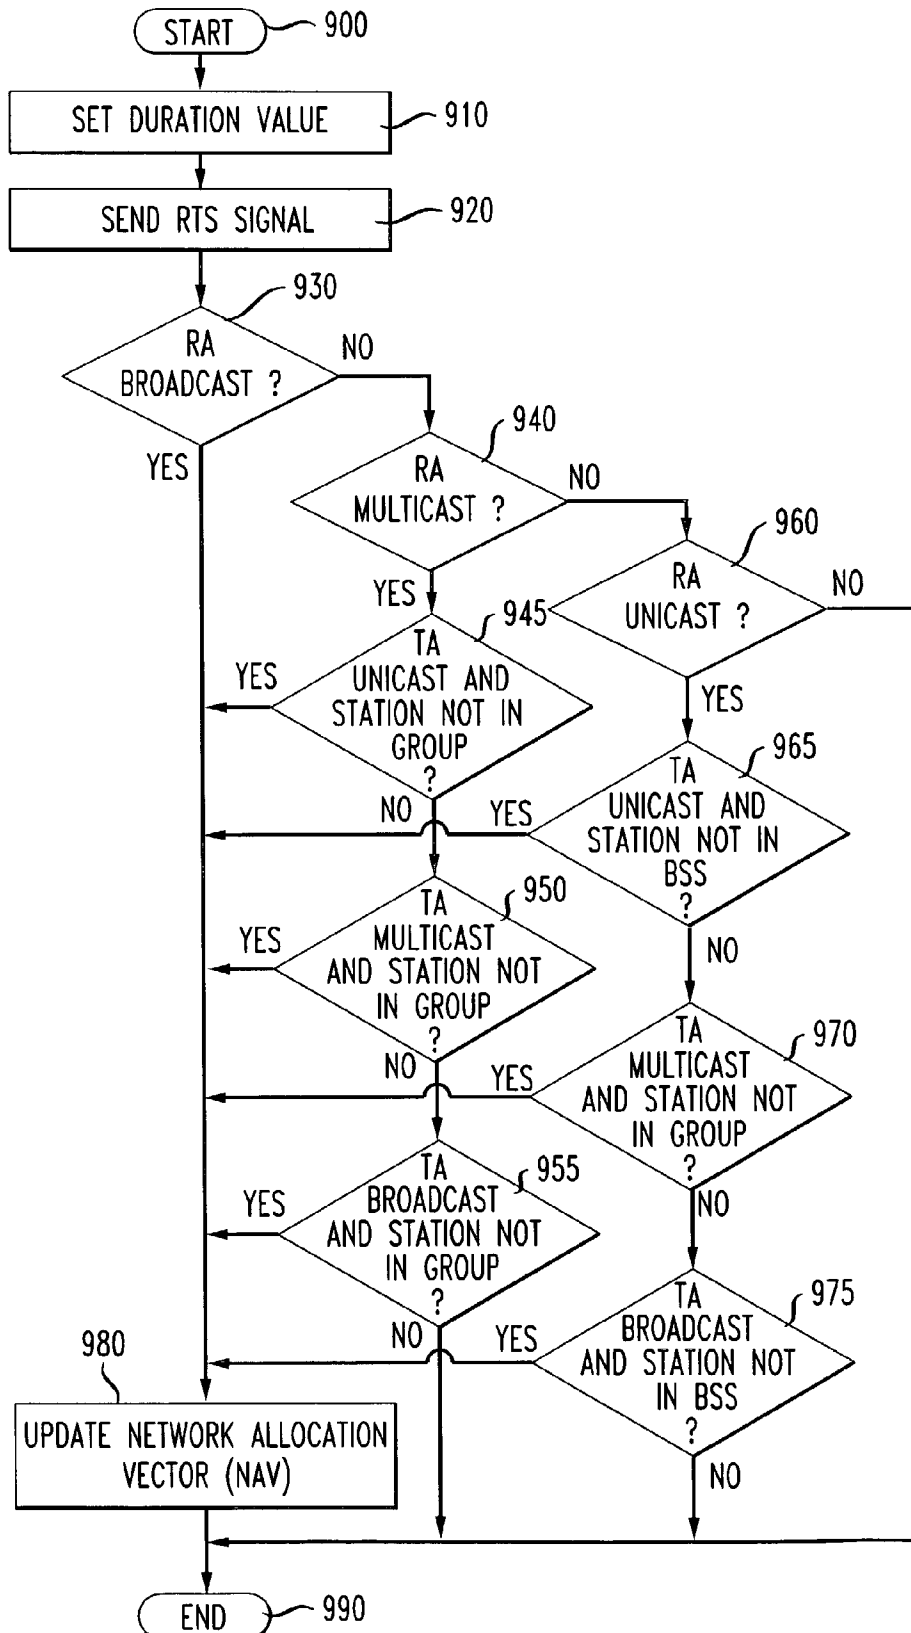 START
900
SET DURATION VALUE
910
SEND RTS SIGNAL
920
930
RA
BROADCAST ?
NO
YES
940
RA
MULTICAST ?
NO
YES
960
RA
UNICAST ?
NO
YES
945
TA
UNICAST AND
STATION NOT IN
GROUP
?
YES
NO
965
TA
UNICAST AND
STATION NOT IN
BSS
?
YES
NO
950
TA
MULTICAST
AND STATION NOT
IN GROUP
?
YES
NO
970
TA
MULTICAST
AND STATION NOT
IN GROUP
?
YES
NO
955
TA
BROADCAST
AND STATION NOT
IN GROUP
?
YES
NO
975
TA
BROADCAST
AND STATION NOT
IN BSS
?
YES
NO
980
UPDATE NETWORK ALLOCATION
VECTOR (NAV)
END
990